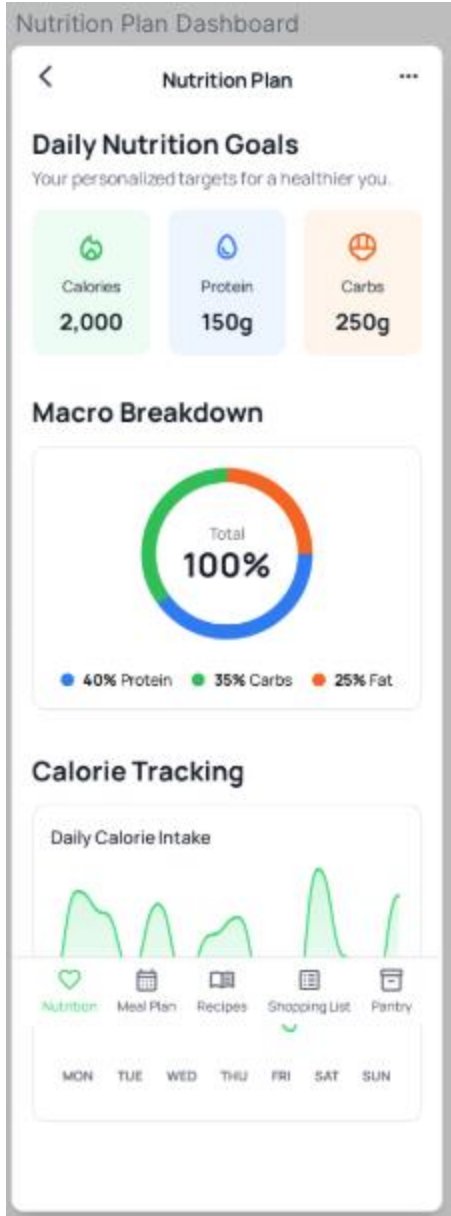 Nutrition Plan Dashboard
Nutrition Plan
Daily Nutrition Goals
Your personalized targets for a healthier you.
Calories Protein Carbs
2,000 150g 250g
Macro Breakdown
Total
100%
40% Protein 35% Carbs 25% Fat
Calorie Tracking
Daily Calorie Intake
Nutrition Meal Plan Recipes Shopping List Pantry
MON TUE WED THU FRI SAT SUN